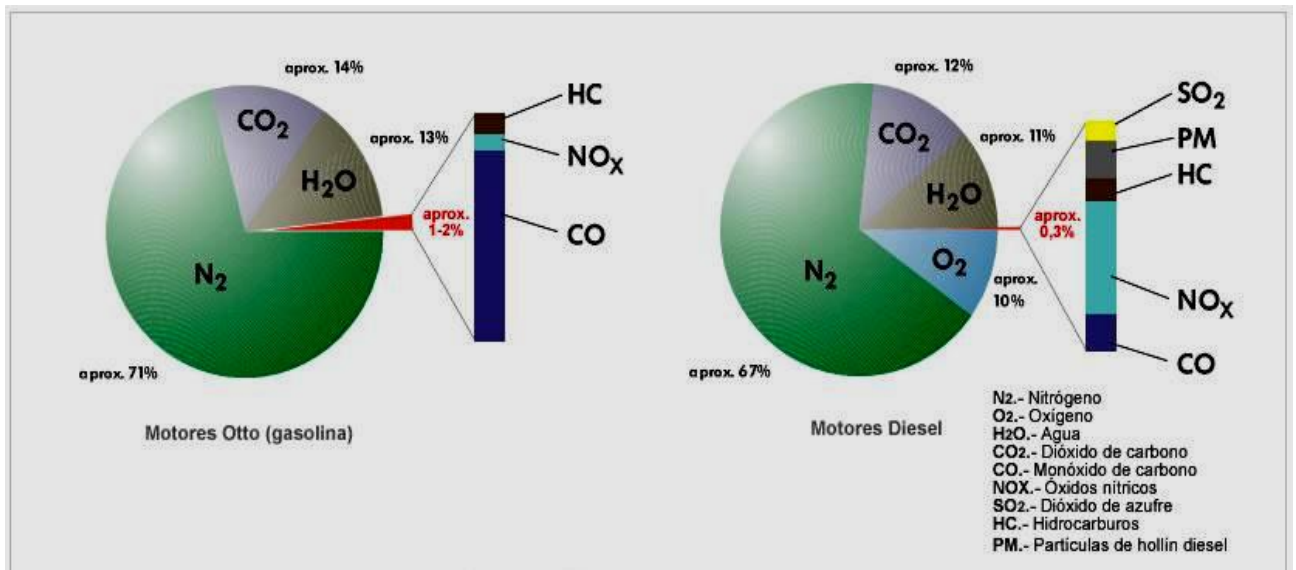 aprox. 14%
CO2
aprox. 13%
H2O
aprox.
1-2%
N2
aprox. 71%
HC
NOX
CO
Motores Otto (gasolina)
aprox. 12%
CO2
aprox. 11%
H2O
aprox.
0,3%
O2
aprox.
10%
N2
aprox. 67%
SO2
PM
HC
NOX
CO
Motores Diesel
N2.- Nitrógeno
O2.- Oxígeno
H2O.- Agua
CO2.- Dióxido de carbono
CO.- Monóxido de carbono
NOX.- Óxidos nítricos
SO2.- Dióxido de azufre
HC.- Hidrocarburos
PM.- Partículas de hollín diesel